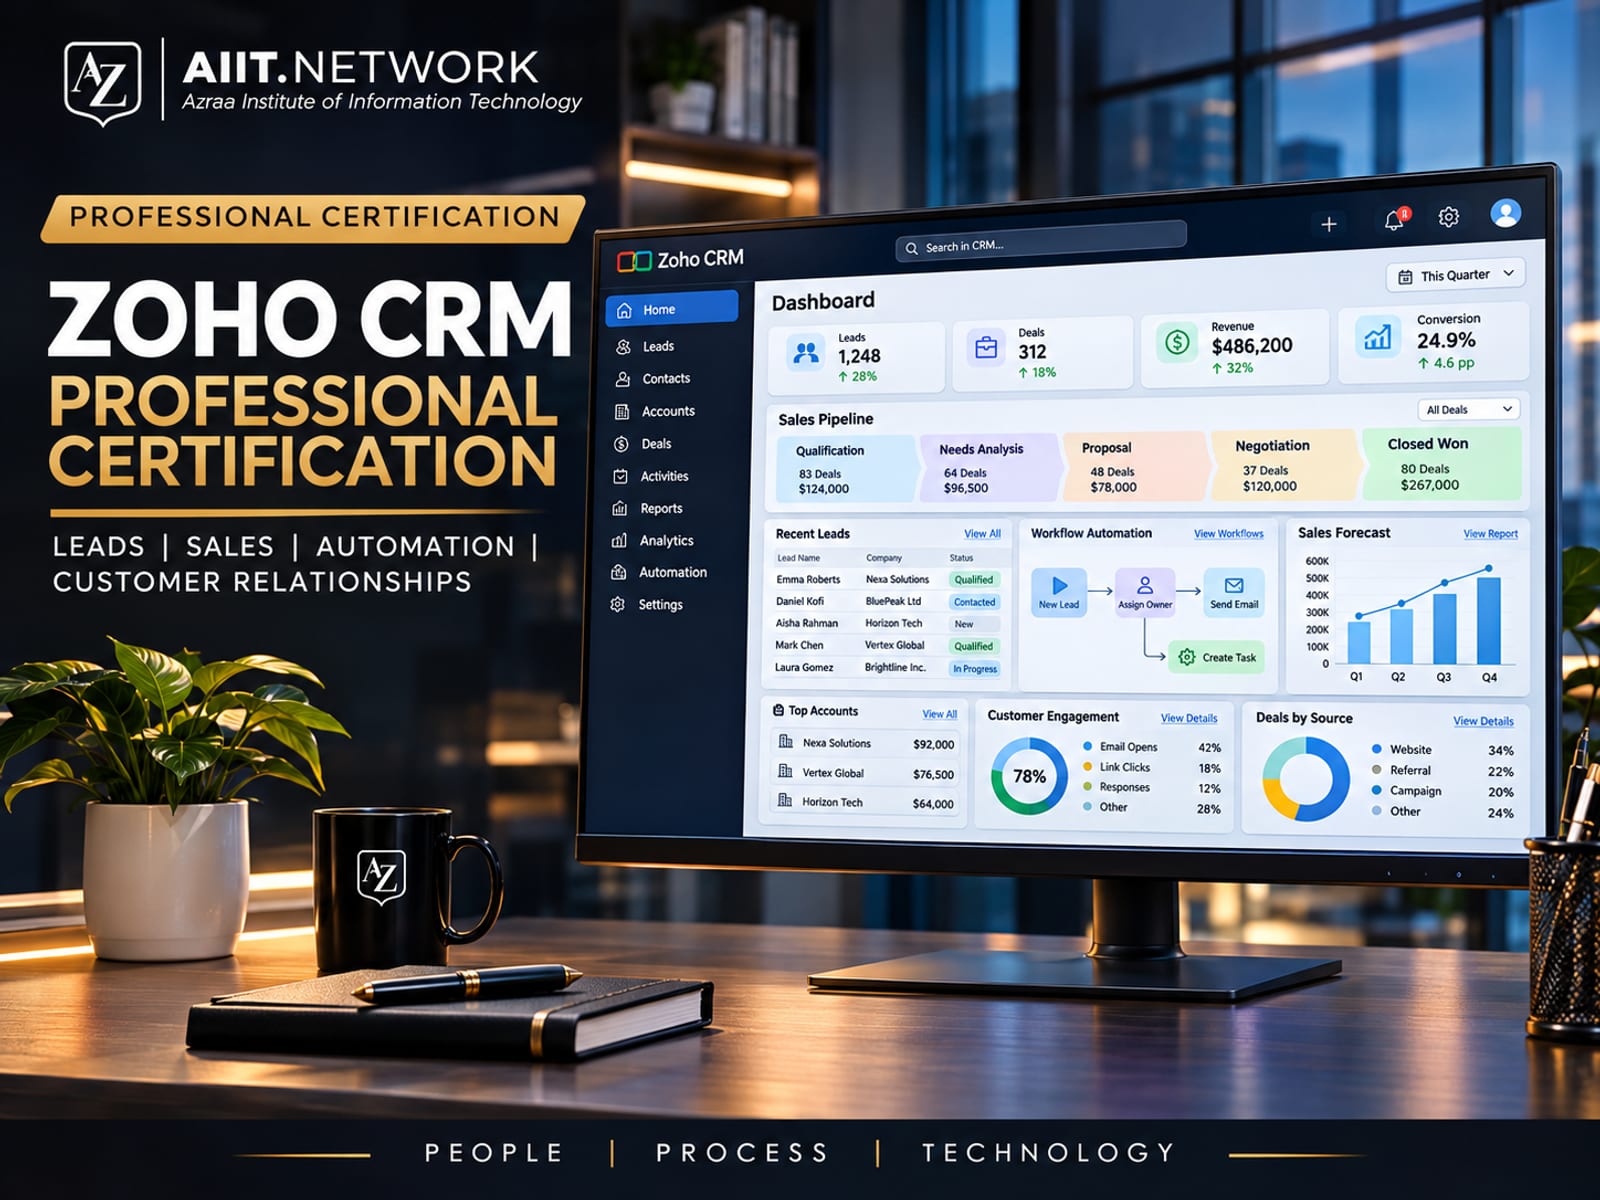 AZ
AIIT.NETWORK
Azraa Institute of Information Technology
PROFESSIONAL CERTIFICATION
ZOHO CRM
PROFESSIONAL
CERTIFICATION
LEADS | SALES | AUTOMATION |
CUSTOMER RELATIONSHIPS
Zoho CRM
Search in CRM...
8
Home
Leads
Contacts
Accounts
Deals
Activities
Reports
Analytics
Automation
Settings
Dashboard
This Quarter
Leads
1,248
↑ 28%
Deals
312
↑ 18%
Revenue
$486,200
↑ 32%
Conversion
24.9%
↑ 4.6 pp
Sales Pipeline
All Deals
Qualification
83 Deals
$124,000
Needs Analysis
64 Deals
$96,500
Proposal
48 Deals
$78,000
Negotiation
37 Deals
$120,000
Closed Won
80 Deals
$267,000
Recent Leads View All
Lead Name Company Status
Emma Roberts Nexa Solutions Qualified
Daniel Kofi BluePeak Ltd Contacted
Aisha Rahman Horizon Tech New
Mark Chen Vertex Global Qualified
Laura Gomez Brightline Inc. In Progress
Workflow Automation View Workflows
New Lead
Assign Owner
Send Email
Create Task
Sales Forecast View Report
600K
500K
400K
300K
200K
100K
0
Q1 Q2 Q3 Q4
Top Accounts View All
Nexa Solutions $92,000
Vertex Global $76,500
Horizon Tech $64,000
Customer Engagement View Details
78%
Email Opens 42%
Link Clicks 18%
Responses 12%
Other 28%
Deals by Source View Details
Website 34%
Referral 22%
Campaign 20%
Other 24%
AZ
PEOPLE | PROCESS | TECHNOLOGY